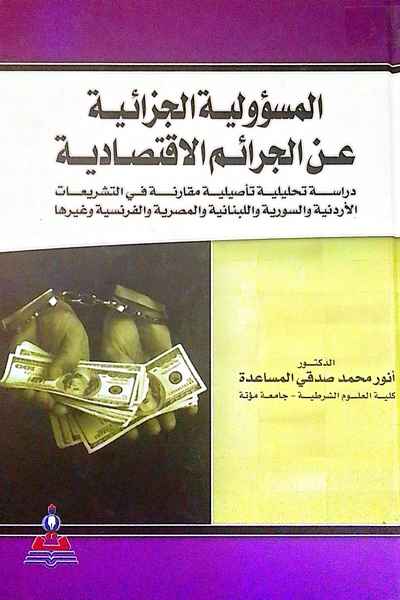 المسؤولية الجزائية
عن الجرائم الاقتصادية
دراسة تحليلية تأصيلية مقارنة في التشريعات
الأردنية والسورية واللبنانية والمصرية والفرنسية وغيرها
الدكتور
أنور محمد صدقي المساعدة
كلية العلوم الشرطية - جامعة مؤتة